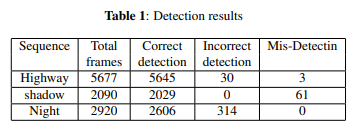 Table 1: Detection results
Sequence Total frames Correct detection Incorrect detection Mis-Detectin
Highway 5677 5645 30 3
shadow 2090 2029 0 61
Night 2920 2606 314 0